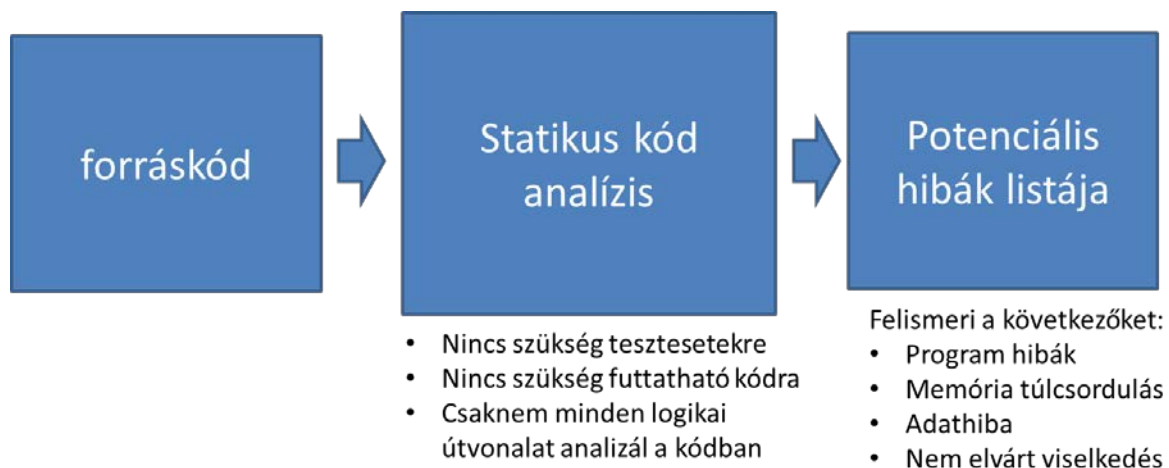 forráskód
Statikus kód
analízis
Potenciális
hibák listája
• Nincs szükség tesztesetekre
• Nincs szükség futtatható kódra
• Csaknem minden logikai
útvonalat analizál a kódban
Felismeri a következőket:
• Program hibák
• Memória túlcsordulás
• Adathiba
• Nem elvárt viselkedés